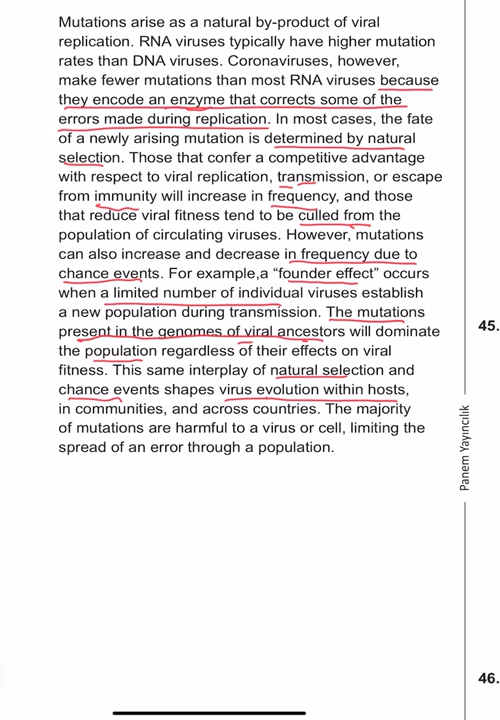 Mutations arise as a natural by-product of viral
replication. RNA viruses typically have higher mutation
rates than DNA viruses. Coronaviruses, however,
make fewer mutations than most RNA viruses because
they encode an enzyme that corrects some of the
errors made during replication. In most cases, the fate
of a newly arising mutation is determined by natural
selection. Those that confer a competitive advantage
with respect to viral replication, transmission, or escape
from immunity will increase in frequency, and those
that reduce viral fitness tend to be culled from the
population of circulating viruses. However, mutations
can also increase and decrease in frequency due to
chance events. For example,a “founder effect” occurs
when a limited number of individual viruses establish
a new population during transmission. The mutations
present in the genomes of viral ancestors will dominate
the population regardless of their effects on viral
fitness. This same interplay of natural selection and
chance events shapes virus evolution within hosts,
in communities, and across countries. The majority
of mutations are harmful to a virus or cell, limiting the
spread of an error through a population.
45.
Panem Yayıncılık
46.